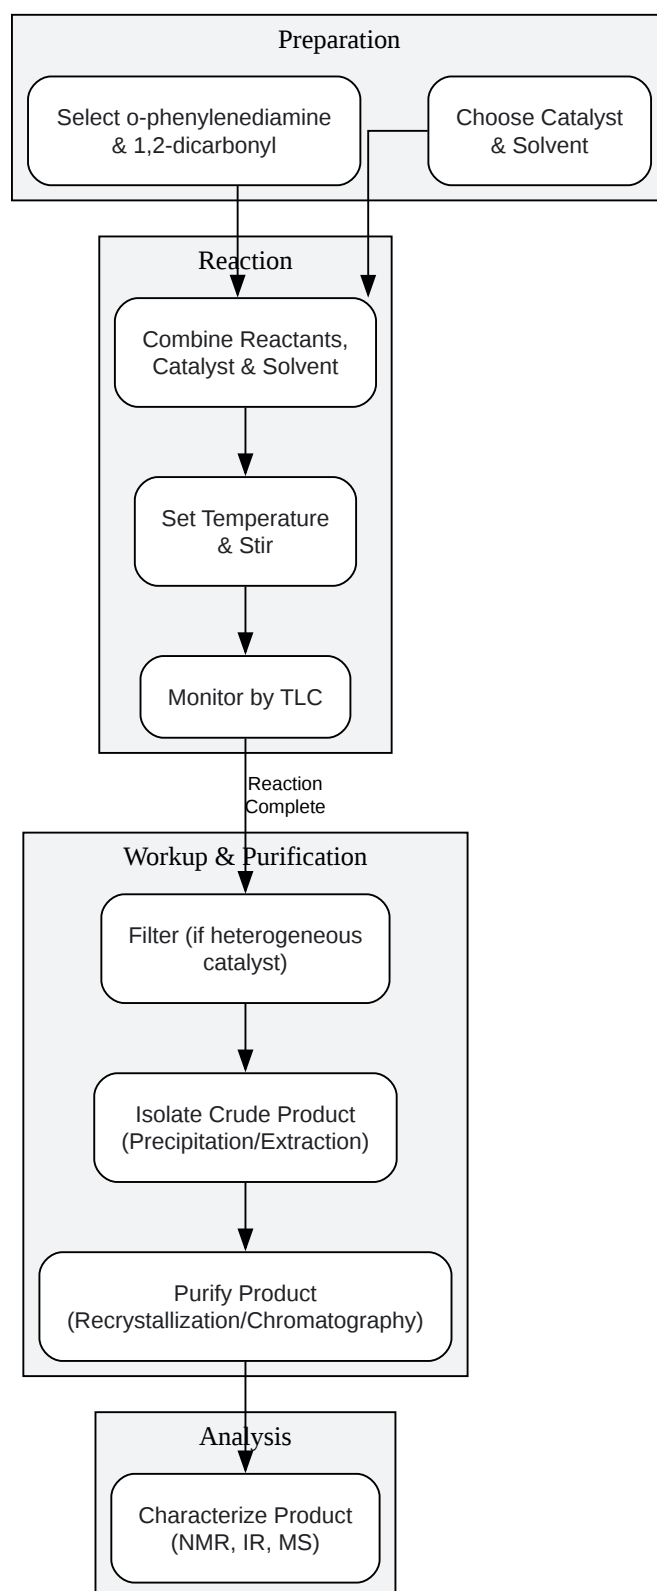 Preparation
Select o-phenylenediamine
& 1,2-dicarbonyl
Choose Catalyst
& Solvent
Reaction
Combine Reactants,
Catalyst & Solvent
Set Temperature
& Stir
Monitor by TLC
Reaction
Complete
Workup & Purification
Filter (if heterogeneous
catalyst)
Isolate Crude Product
(Precipitation/Extraction)
Purify Product
(Recrystallization/Chromatography)
Analysis
Characterize Product
(NMR, IR, MS)